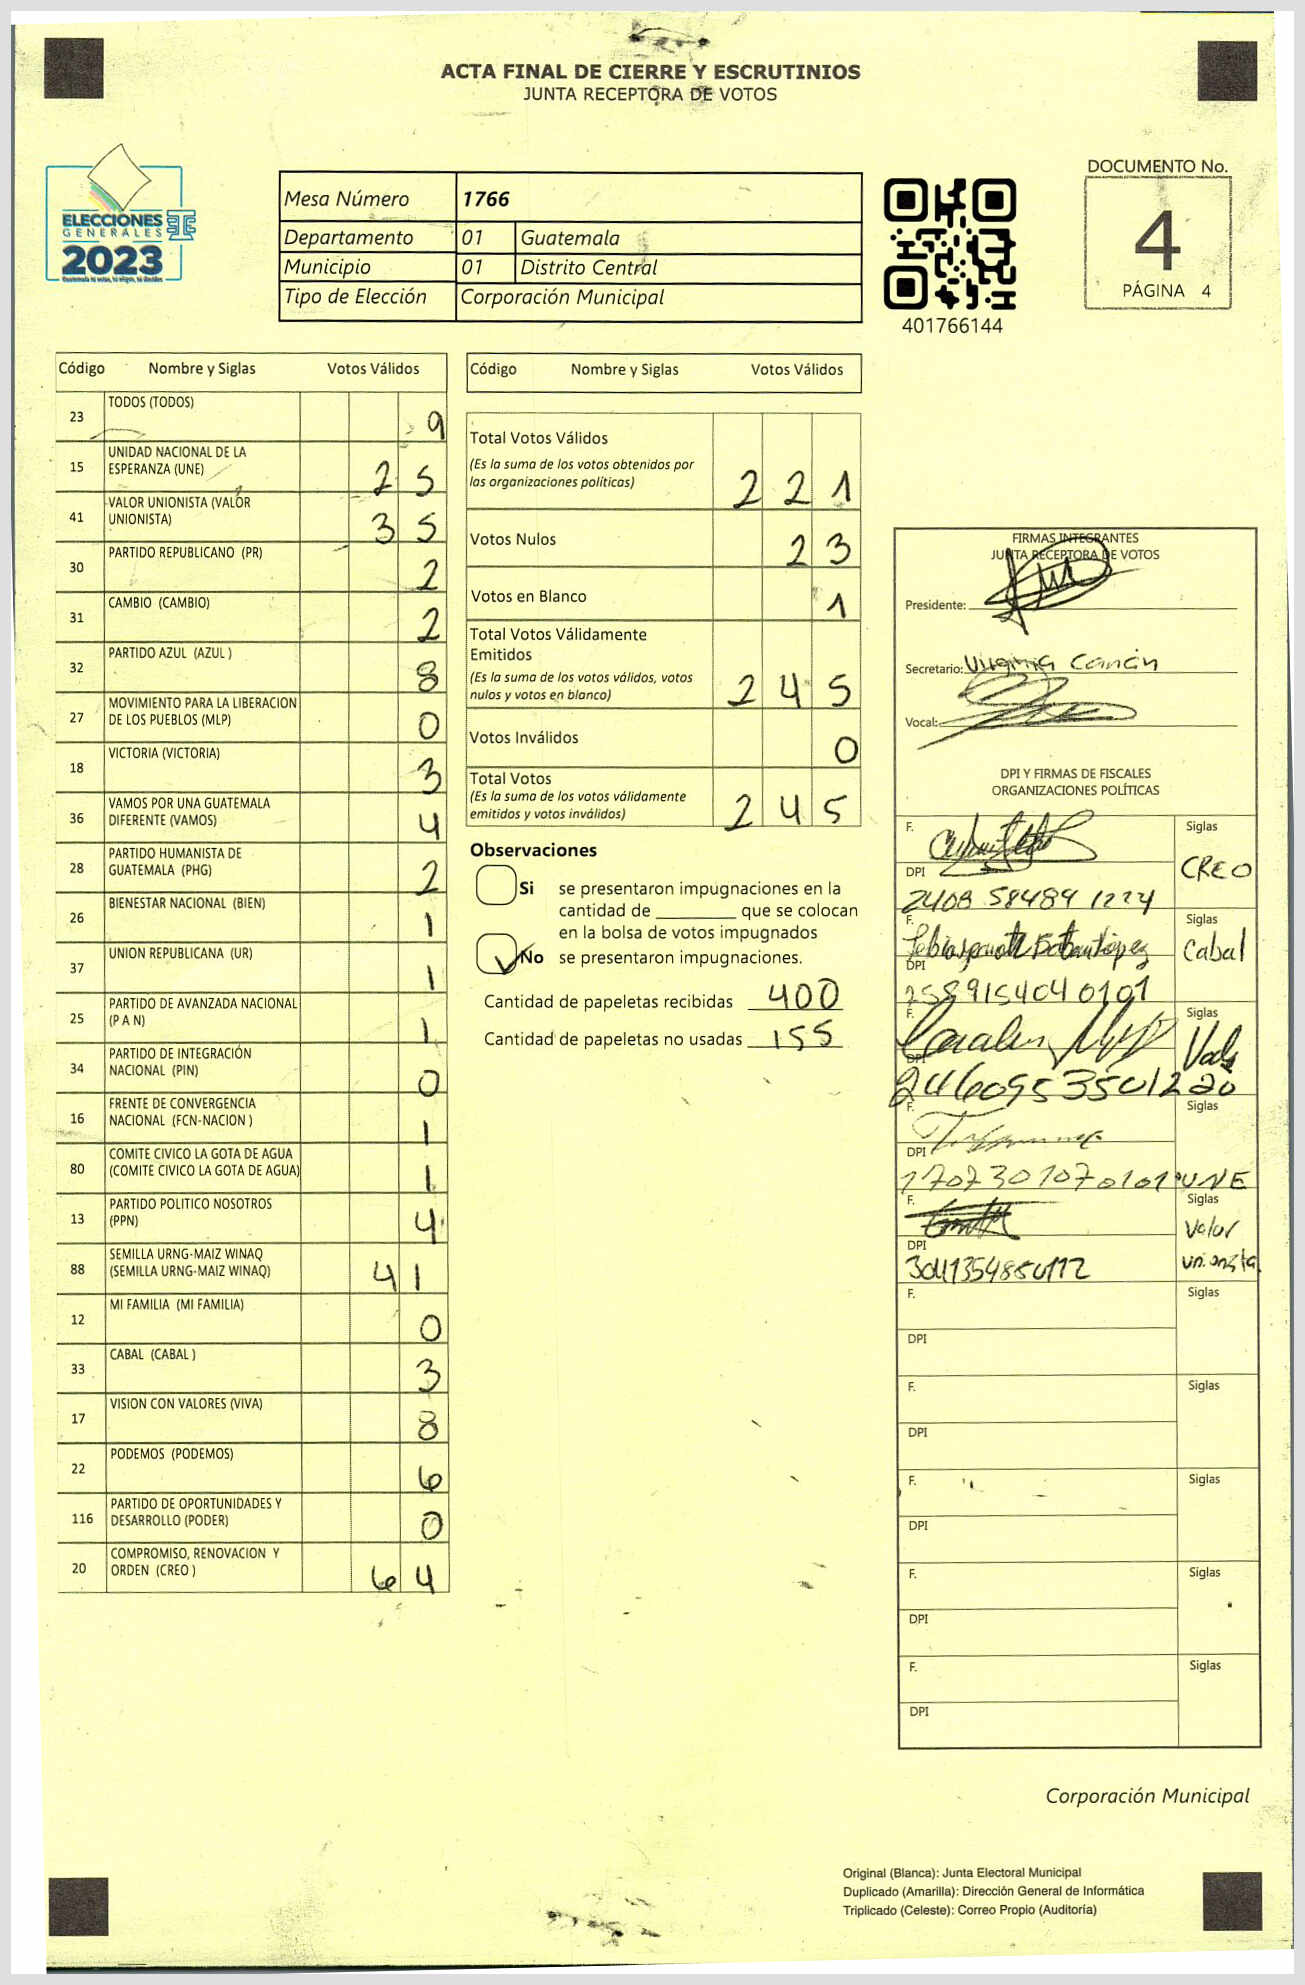 ACTA FINAL DE CIERRE Y ESCRUTINIOS
JUNTA RECEPTORA DE VOTOS
ELECCIONES
GENERALES
2023
Mesa Número 1766
Departamento 01 Guatemala
Municipio 01 Distrito Central
Tipo de Elección Corporación Municipal
401766144
DOCUMENTO No.
4
PÁGINA 4
Código Nombre y Siglas Votos Válidos
23 TODOS (TODOS) 9
15 UNIDAD NACIONAL DE LA
ESPERANZA (UNE) 25
41 VALOR UNIONISTA (VALOR
UNIONISTA) 35
30 PARTIDO REPUBLICANO (PR) 2
31 CAMBIO (CAMBIO) 2
32 PARTIDO AZUL (AZUL ) 8
27 MOVIMIENTO PARA LA LIBERACION
DE LOS PUEBLOS (MLP) 0
18 VICTORIA (VICTORIA) 3
36 VAMOS POR UNA GUATEMALA
DIFERENTE (VAMOS) 4
28 PARTIDO HUMANISTA DE
GUATEMALA (PHG) 2
26 BIENESTAR NACIONAL (BIEN) 1
37 UNION REPUBLICANA (UR) 1
25 PARTIDO DE AVANZADA NACIONAL
(P A N) 1
34 PARTIDO DE INTEGRACIÓN
NACIONAL (PIN) 0
16 FRENTE DE CONVERGENCIA
NACIONAL (FCN-NACION ) 1
80 COMITE CIVICO LA GOTA DE AGUA
(COMITE CIVICO LA GOTA DE AGUA) 1
13 PARTIDO POLITICO NOSOTROS
(PPN) 4
88 SEMILLA URNG-MAIZ WINAQ
(SEMILLA URNG-MAIZ WINAQ) 41
12 MI FAMILIA (MI FAMILIA) 0
33 CABAL (CABAL ) 3
17 VISION CON VALORES (VIVA) 8
22 PODEMOS (PODEMOS) 6
116 PARTIDO DE OPORTUNIDADES Y
DESARROLLO (PODER) 0
20 COMPROMISO, RENOVACION Y
ORDEN (CREO ) 64
Código Nombre y Siglas Votos Válidos
Total Votos Válidos
(Es la suma de los votos obtenidos por
las organizaciones políticas) 221
Votos Nulos 23
Votos en Blanco 1
Total Votos Válidamente
Emitidos
(Es la suma de los votos válidos, votos
nulos y votos en blanco) 245
Votos Inválidos 0
Total Votos
(Es la suma de los votos válidamente
emitidos y votos inválidos) 245
Observaciones
Si se presentaron impugnaciones en la
cantidad de ________ que se colocan
en la bolsa de votos impugnados
No se presentaron impugnaciones.
Cantidad de papeletas recibidas 400
Cantidad de papeletas no usadas 155
FIRMAS INTEGRANTES
JUNTA RECEPTORA DE VOTOS
Presidente:
Secretario: Virginia
Vocal:
DPI Y FIRMAS DE FISCALES
ORGANIZACIONES POLÍTICAS
F. Siglas
DPI CREO
2408 58489 1224
F. Siglas
DPI Cabal
258915404 0101
F. Siglas
DPI
2460953501220
F. Siglas
DPI
1707301070101 UNE
F. Siglas
DPI Valor
Unionista
F. Siglas
DPI
F. Siglas
DPI
F. Siglas
DPI
F. Siglas
DPI
F. Siglas
DPI
Corporación Municipal
Original (Blanca): Junta Electoral Municipal
Duplicado (Amarilla): Dirección General de Informática
Triplicado (Celeste): Correo Propio (Auditoría)